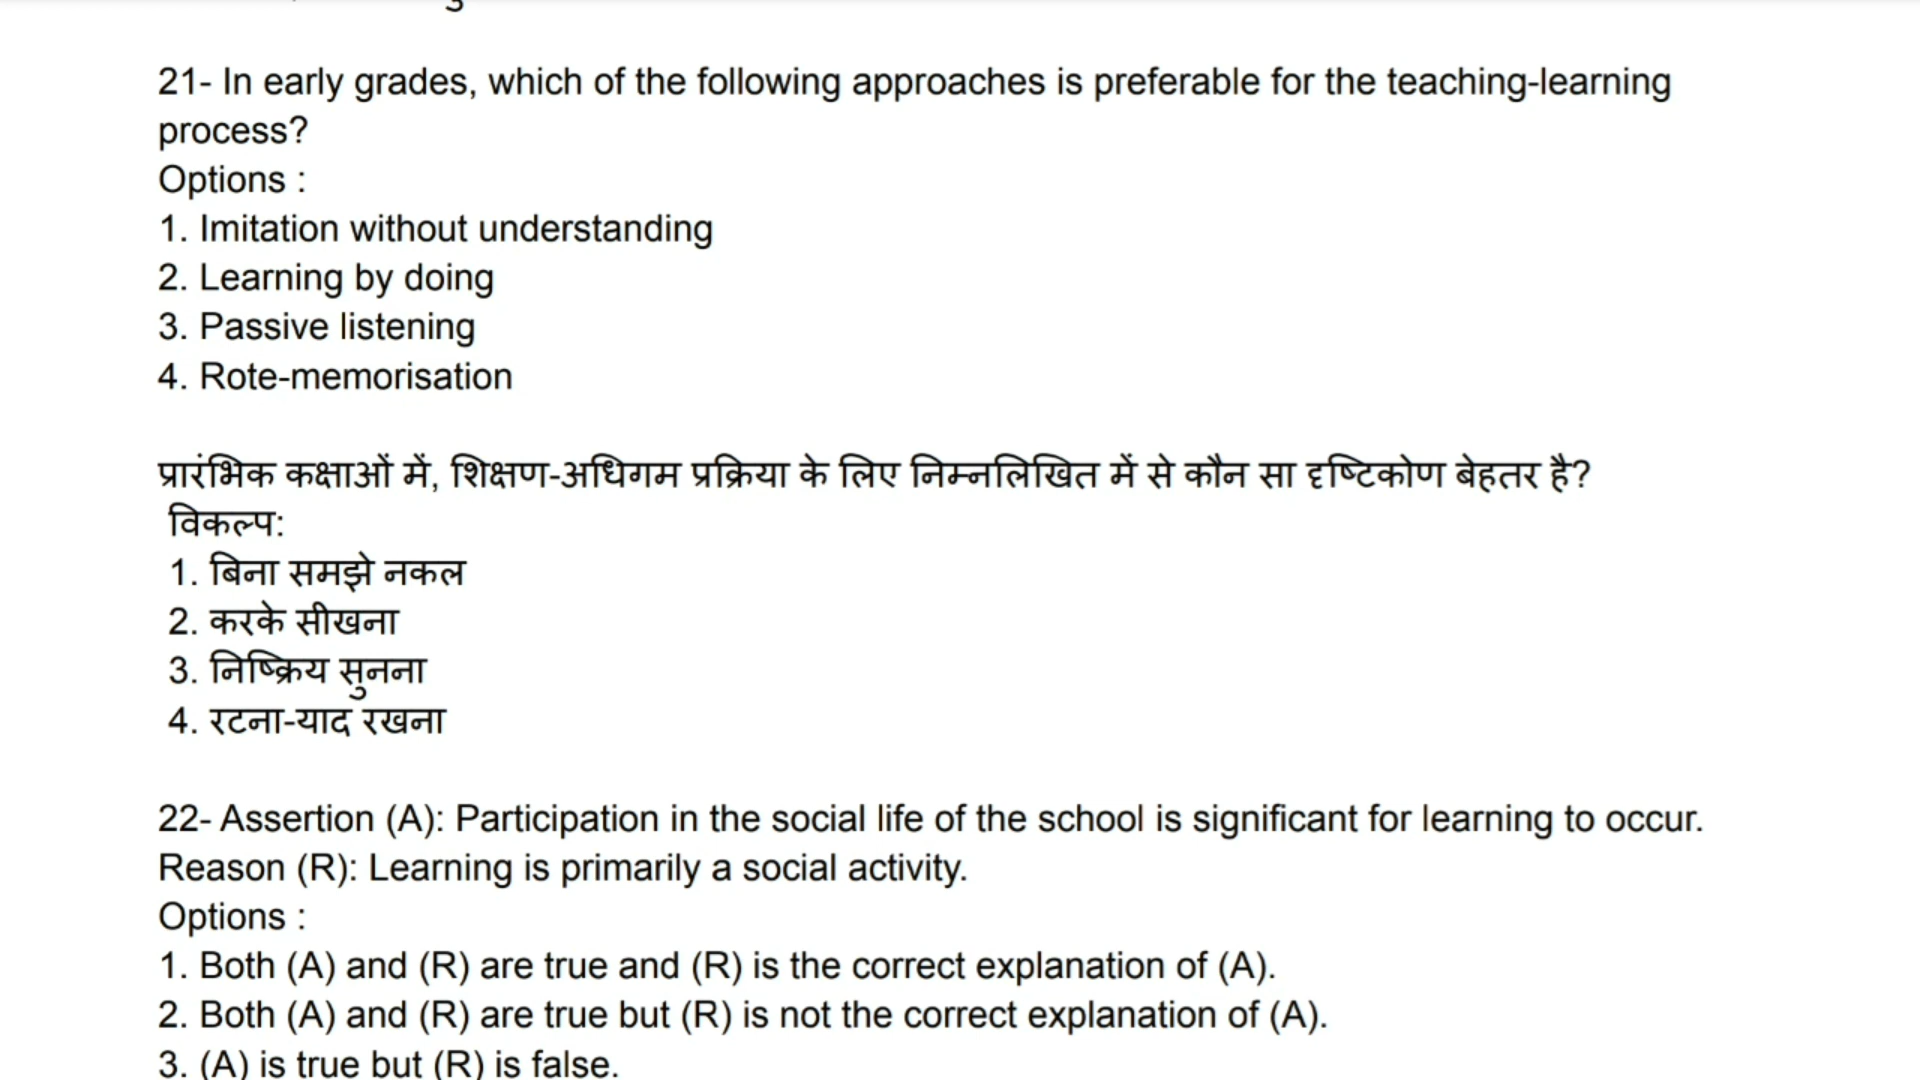 21- In early grades, which of the following approaches is preferable for the teaching-learning
process?
Options :
1. Imitation without understanding
2. Learning by doing
3. Passive listening
4. Rote-memorisation
प्रारंभिक कक्षाओं में, शिक्षण-अधिगम प्रक्रिया के लिए निम्नलिखित में से कौन सा दृष्टिकोण बेहतर है?
विकल्प:
1. बिना समझे नकल
2. करके सीखना
3. निष्क्रिय सुनना
4. रटना-याद रखना
22- Assertion (A): Participation in the social life of the school is significant for learning to occur.
Reason (R): Learning is primarily a social activity.
Options :
1. Both (A) and (R) are true and (R) is the correct explanation of (A).
2. Both (A) and (R) are true but (R) is not the correct explanation of (A).
3. (A) is true but (R) is false.